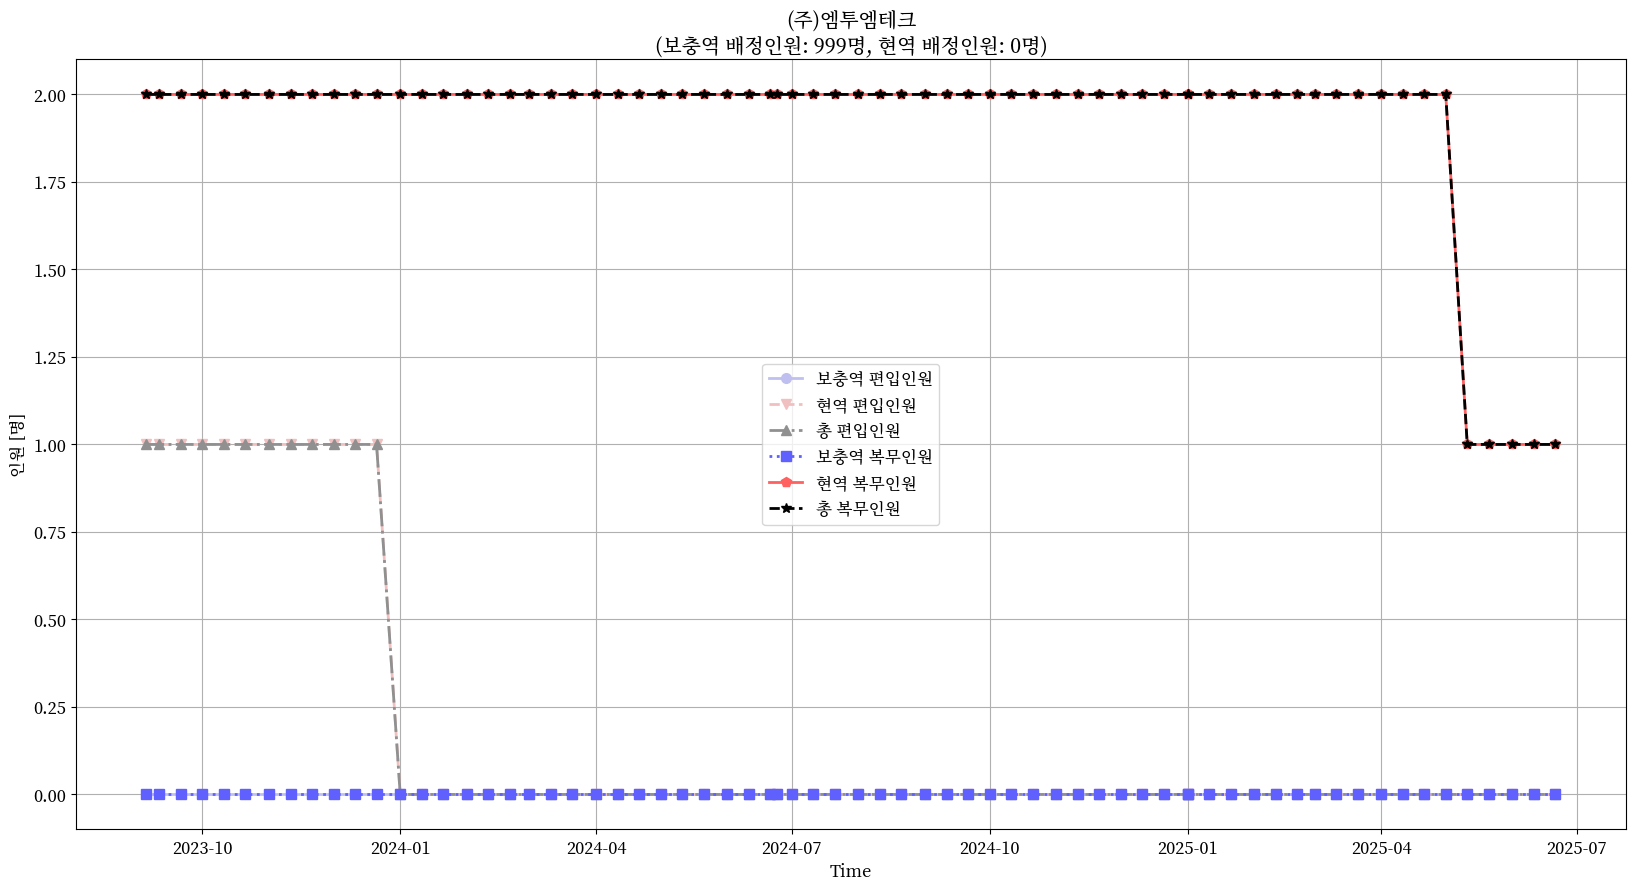 (주)엠투엠테크
(보충역 배정인원: 999명, 현역 배정인원: 0명)
인원 [명]
2.00
1.75
1.50
1.25
1.00
0.75
0.50
0.25
0.00
보충역 편입인원
현역 편입인원
총 편입인원
보충역 복무인원
현역 복무인원
총 복무인원
2023-10
2024-01
2024-04
2024-07
2024-10
2025-01
2025-04
2025-07
Time